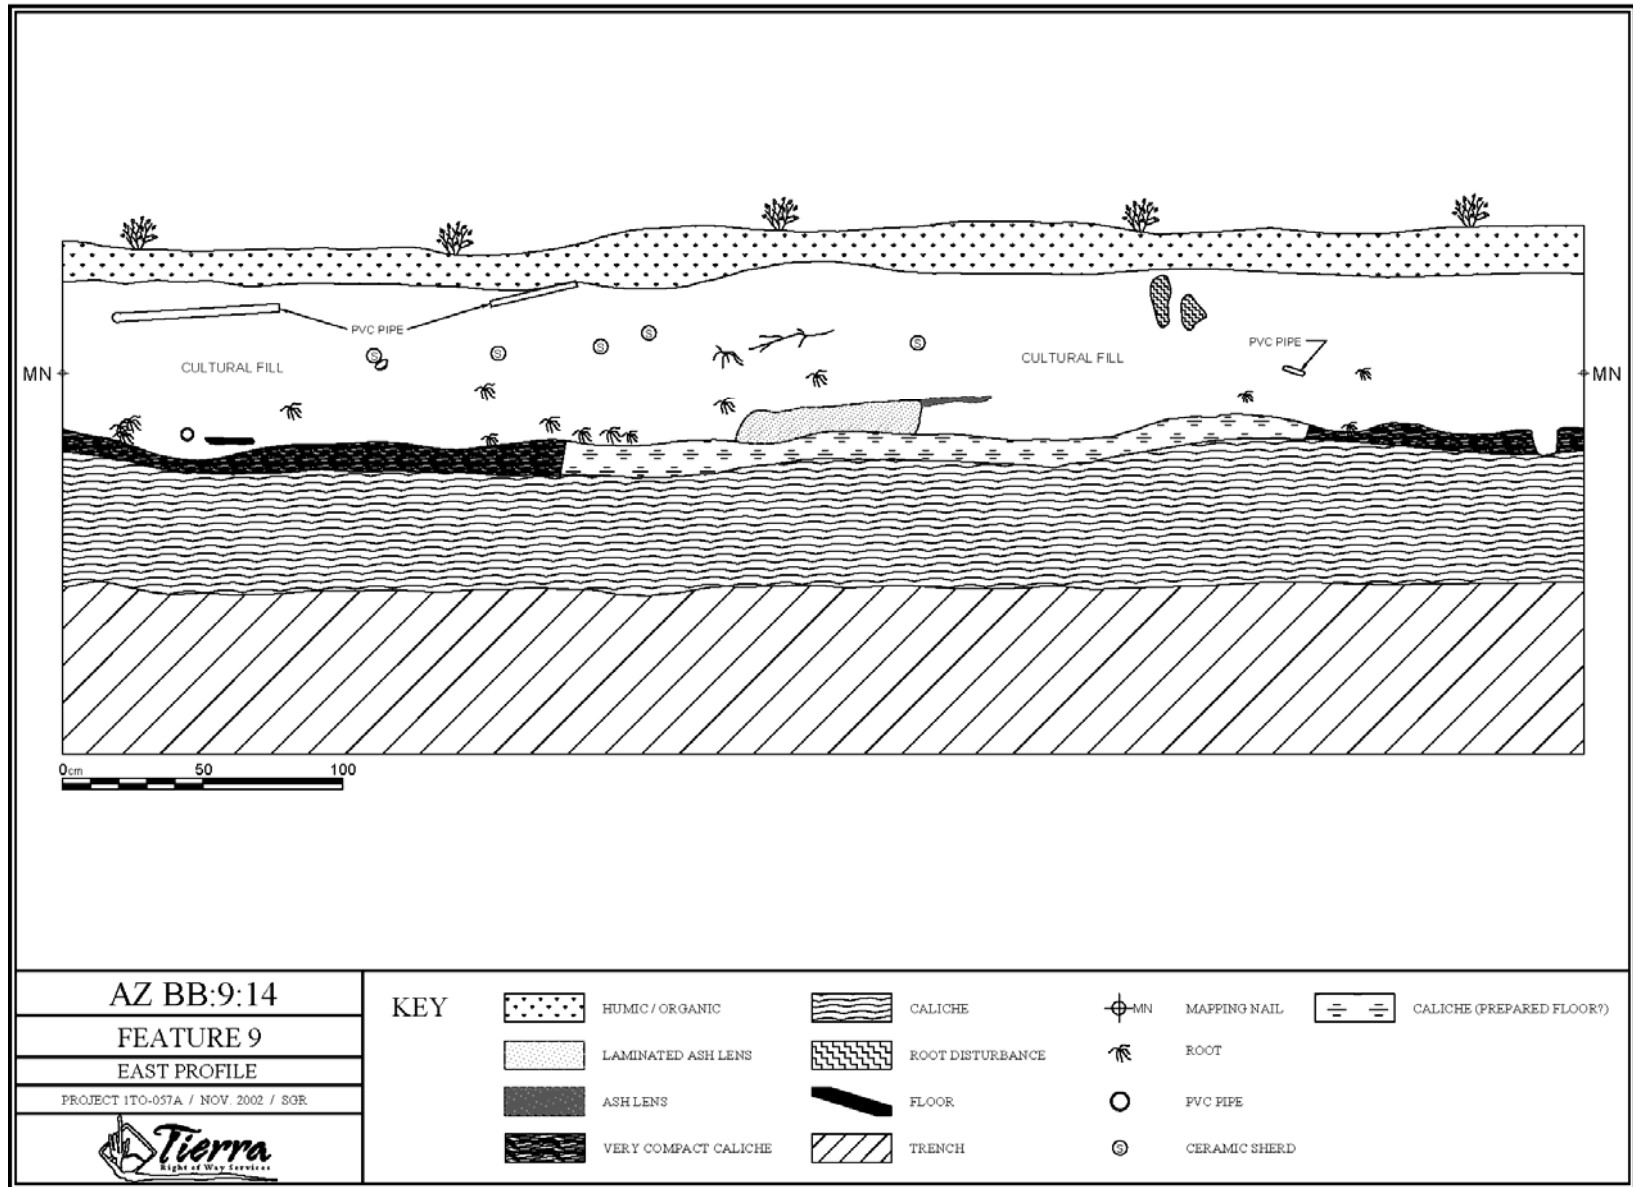 PVC PIPE
PVC PIPE
CULTURAL FILL
CULTURAL FILL
MN
MN
S
S
S
S
S
0cm 50 100
AZ BB:9:14
FEATURE 9
EAST PROFILE
PROJECT 1TO-057A / NOV. 2002 / SGR
Tierra
Right of Way Services
KEY
HUMIC / ORGANIC
LAMINATED ASH LENS
ASH LENS
VERY COMPACT CALICHE
CALICHE
ROOT DISTURBANCE
FLOOR
TRENCH
MN MAPPING NAIL
ROOT
PVC PIPE
S CERAMIC SHERD
CALICHE (PREPARED FLOOR?)